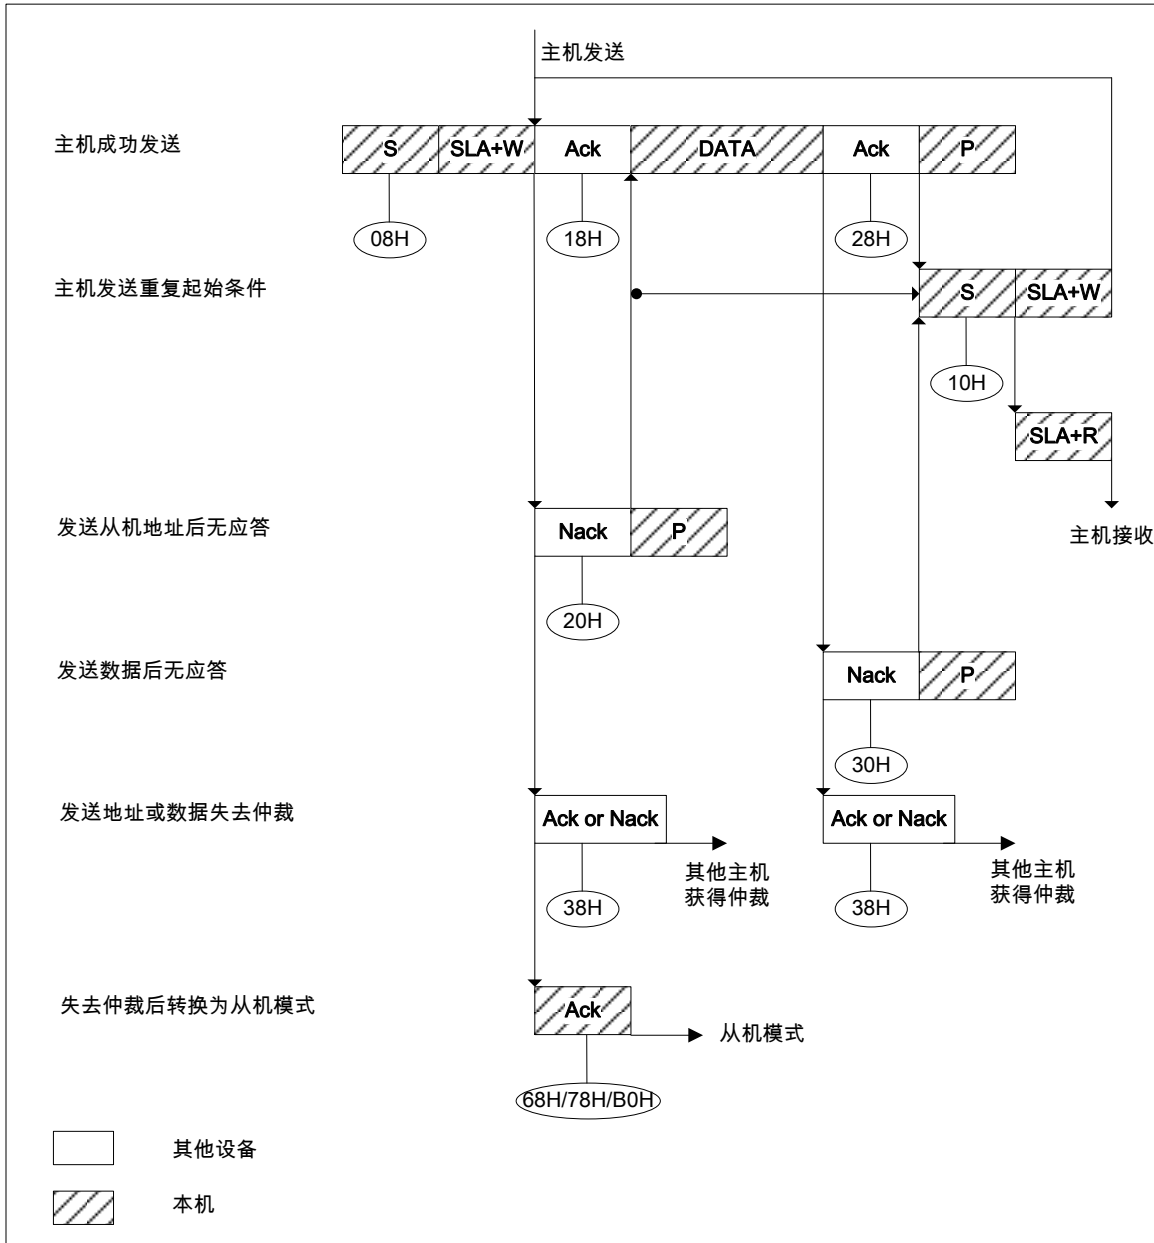 主机发送
主机成功发送
S SLA+W Ack DATA Ack P
08H 18H 28H
主机发送重复起始条件
S SLA+W
10H
SLA+R
发送从机地址后无应答
Nack P
主机接收
20H
发送数据后无应答
Nack P
30H
发送地址或数据失去仲裁
Ack or Nack Ack or Nack
其他主机
获得仲裁
其他主机
获得仲裁
38H 38H
失去仲裁后转换为从机模式
Ack
从机模式
68H/78H/B0H
其他设备
本机